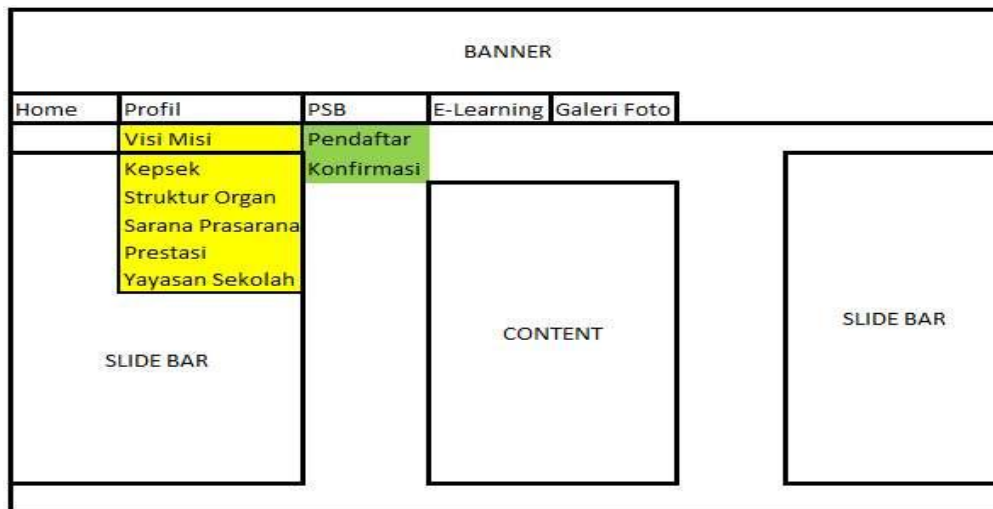 BANNER
Home Profil PSB E-Learning Galeri Foto
Visi Misi Pendaftar
Kepsek Konfirmasi
Struktur Organ
Sarana Prasarana
Prestasi
Yayasan Sekolah
SLIDE BAR
CONTENT
SLIDE BAR